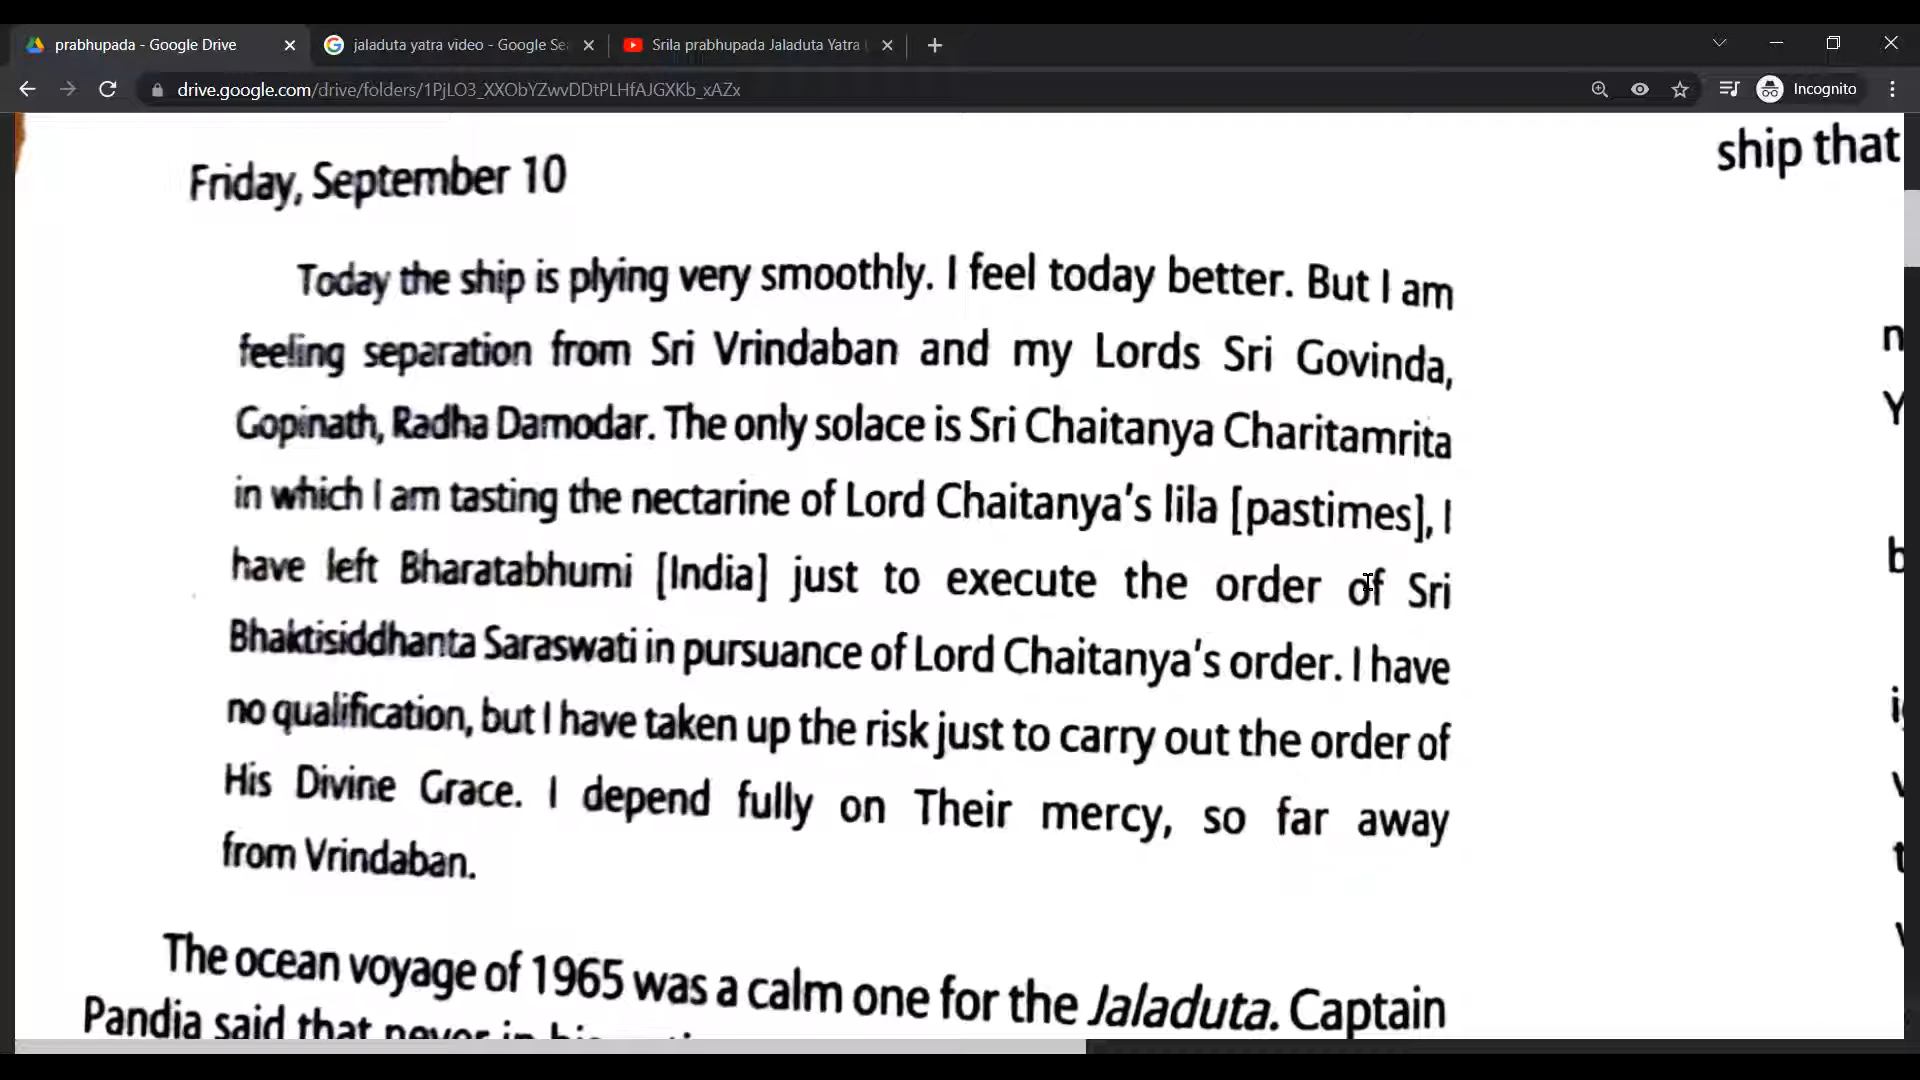 prabhupada - Google Drive
jaladuta yatra video - Google Se
Srila prabhupada Jaladuta Yatra
drive.google.com/drive/folders/1PjLO3_XXObYZwvDDtPLHfAJGXKb_xAZx
Incognito
Friday, September 10
ship that
Today the ship is plying very smoothly. I feel today better. But I am
feeling separation from Sri Vrindaban and my Lords Sri Govinda,
Gopinath, Radha Damodar. The only solace is Sri Chaitanya Charitamrita
in which I am tasting the nectarine of Lord Chaitanya's lila [pastimes], I
have left Bharatabhumi [India] just to execute the order of Sri
Bhaktisiddhanta Saraswati in pursuance of Lord Chaitanya's order. I have
no qualification, but I have taken up the risk just to carry out the order of
His Divine Grace. I depend fully on Their mercy, so far away
from Vrindaban.
The ocean voyage of 1965 was a calm one for the Jaladuta. Captain
Pandia said that never in his